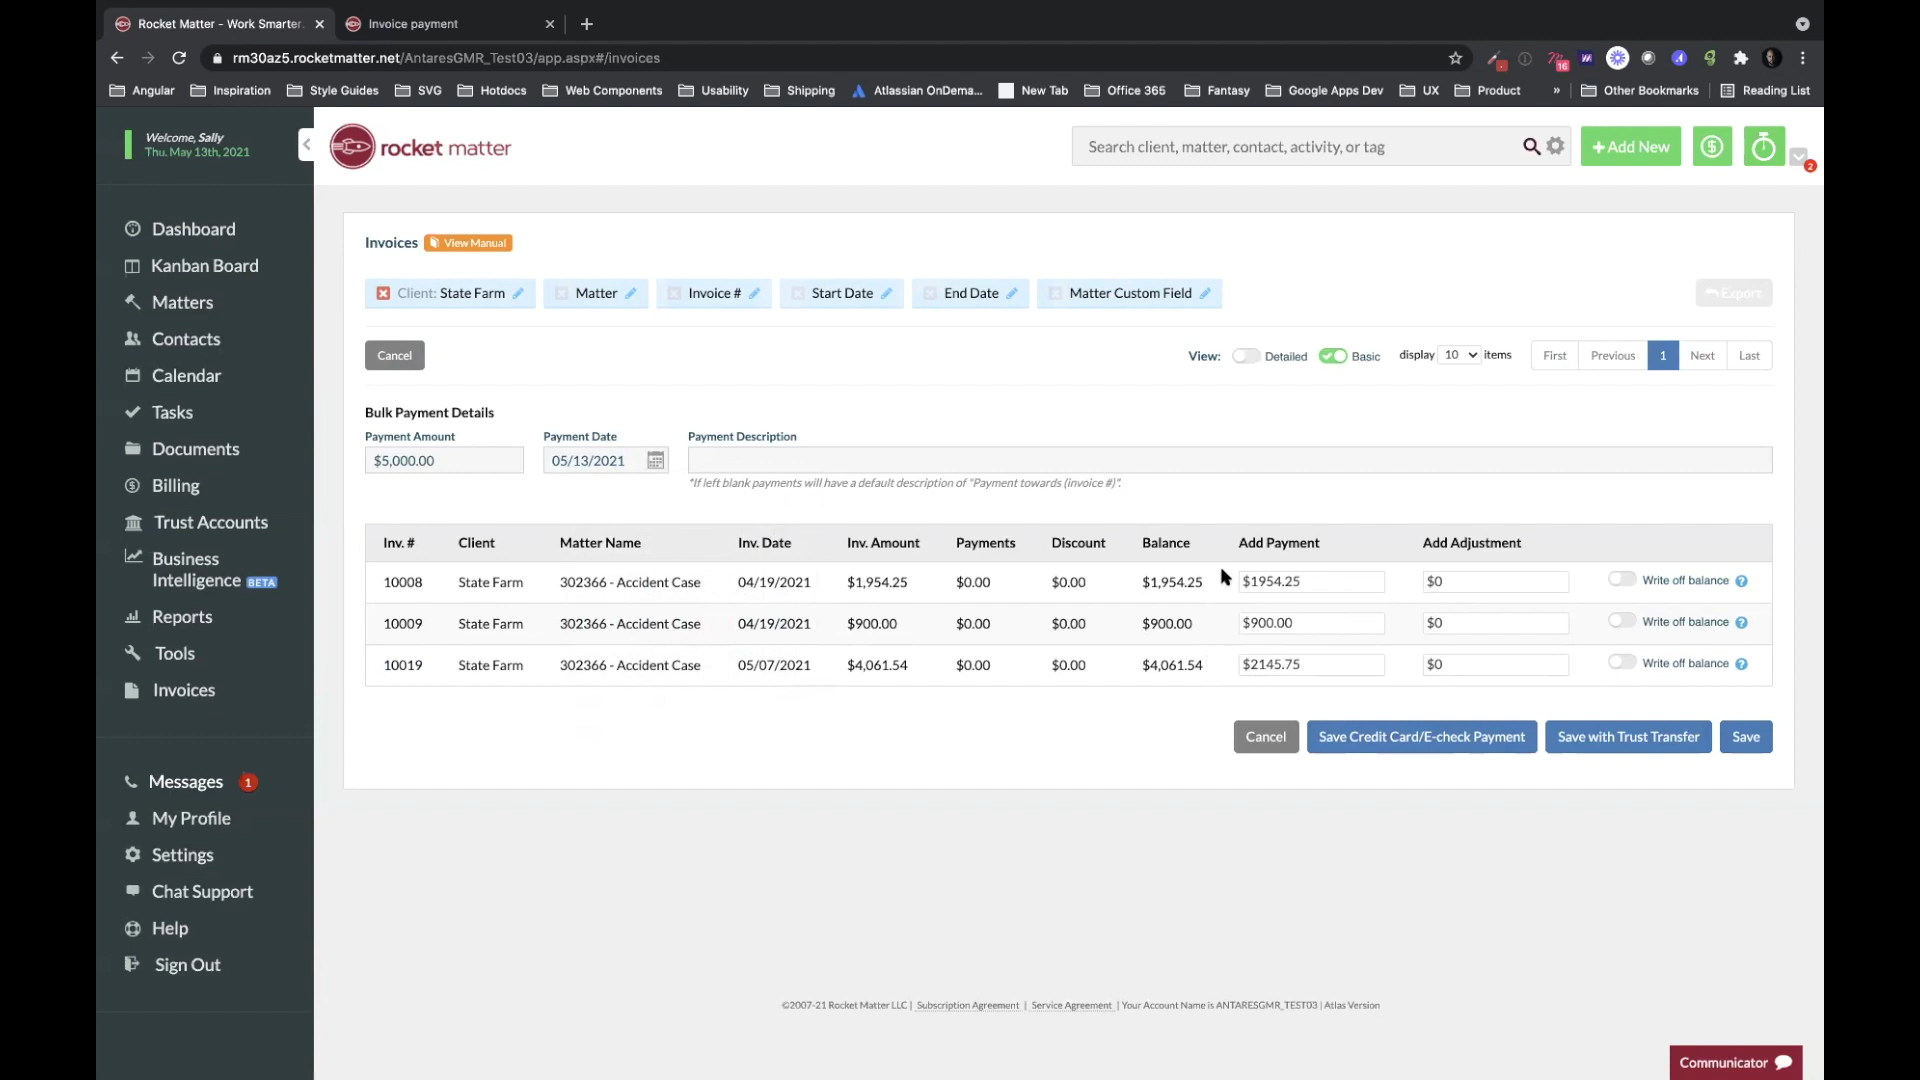 Rocket Matter - Work Smarter.
Invoice payment
rm30az5.rocketmatter.net/AntaresGMR_Test03/app.aspx#/invoices
16
Angular Inspiration Style Guides SVG Hotdocs Web Components Usability Shipping Atlassian OnDema... New Tab Office 365 Fantasy Google Apps Dev UX Product » Other Bookmarks Reading List
Welcome, Sally
Thu. May 13th, 2021
rocket matter
Search client, matter, contact, activity, or tag
+ Add New
2
Dashboard
Kanban Board
Matters
Contacts
Calendar
Tasks
Documents
Billing
Trust Accounts
Business
Intelligence BETA
Reports
Tools
Invoices
Messages 1
My Profile
Settings
Chat Support
Help
Sign Out
Invoices View Manual
Client: State Farm Matter Invoice # Start Date End Date Matter Custom Field Export
Cancel View: Detailed Basic display 10 items First Previous 1 Next Last
Bulk Payment Details
Payment Amount Payment Date Payment Description
$5,000.00 05/13/2021
*If left blank payments will have a default description of "Payment towards (Invoice #)".
Inv. # Client Matter Name Inv. Date Inv. Amount Payments Discount Balance Add Payment Add Adjustment
10008 State Farm 302366 - Accident Case 04/19/2021 $1,954.25 $0.00 $0.00 $1,954.25 $1954.25 $0 Write off balance ?
10009 State Farm 302366 - Accident Case 04/19/2021 $900.00 $0.00 $0.00 $900.00 $900.00 $0 Write off balance ?
10019 State Farm 302366 - Accident Case 05/07/2021 $4,061.54 $0.00 $0.00 $4,061.54 $2145.75 $0 Write off balance ?
Cancel Save Credit Card/E-check Payment Save with Trust Transfer Save
©2007-21 Rocket Matter LLC | Subscription Agreement | Service Agreement | Your Account Name is ANTARESGMR_TEST03 | Atlas Version
Communicator